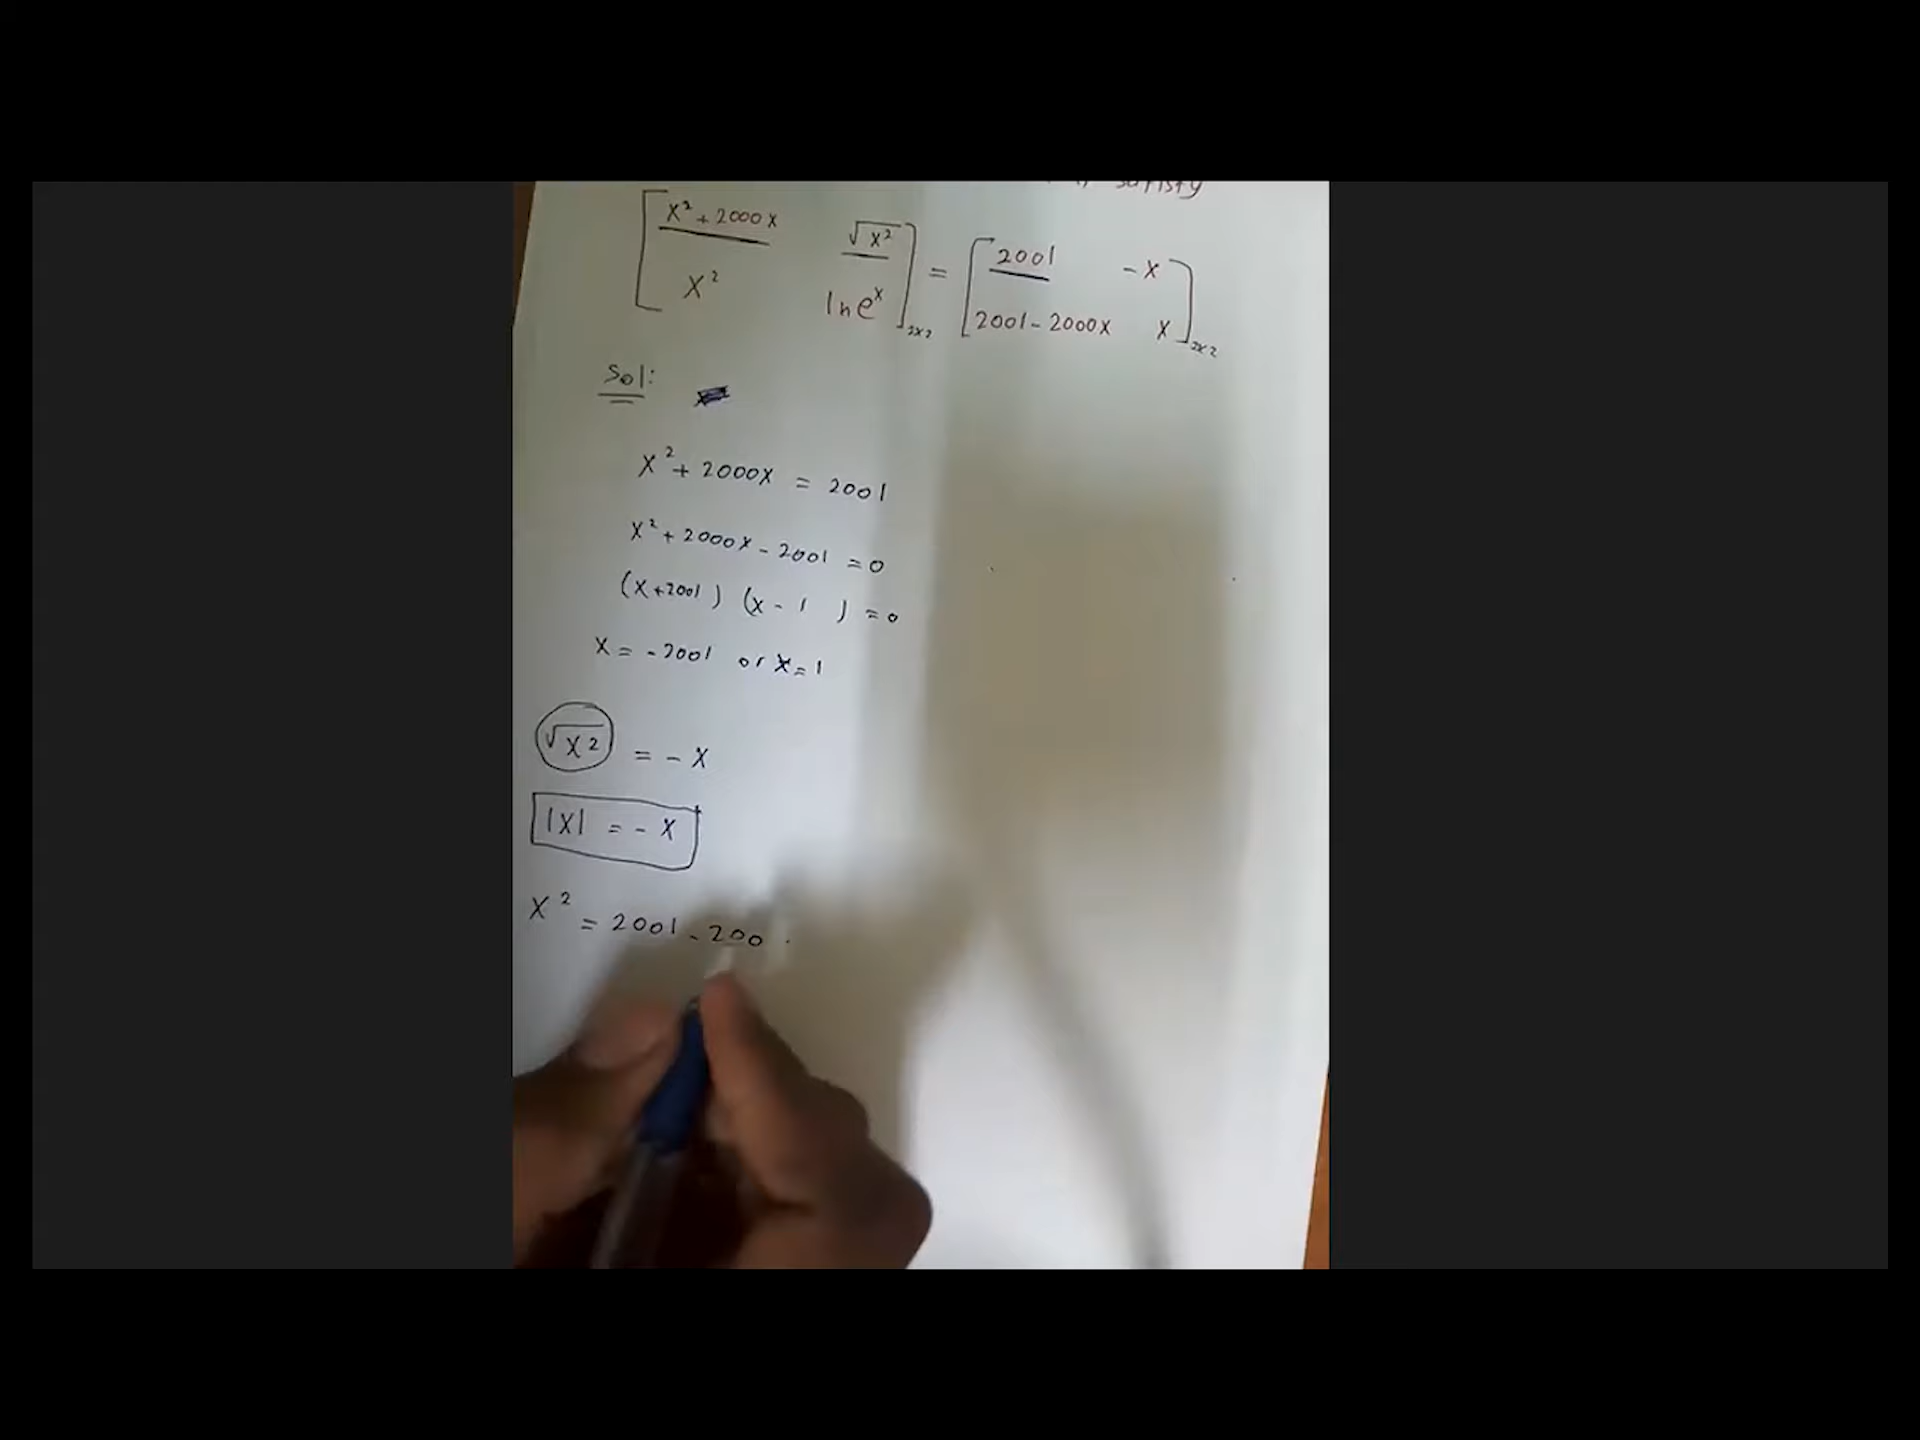 satisfy
[ x² + 2000x √x² ] = [ 2001 -x ]
[ x² ln eˣ ]₂ₓ₂ [ 2001 - 2000x x ]₂ₓ₂
Sol:
x² + 2000x = 2001
x² + 2000x - 2001 = 0
(x + 2001) (x - 1) = 0
x = -2001 or x = 1
√x² = -x
|x| = -x
x² = 2001 - 200